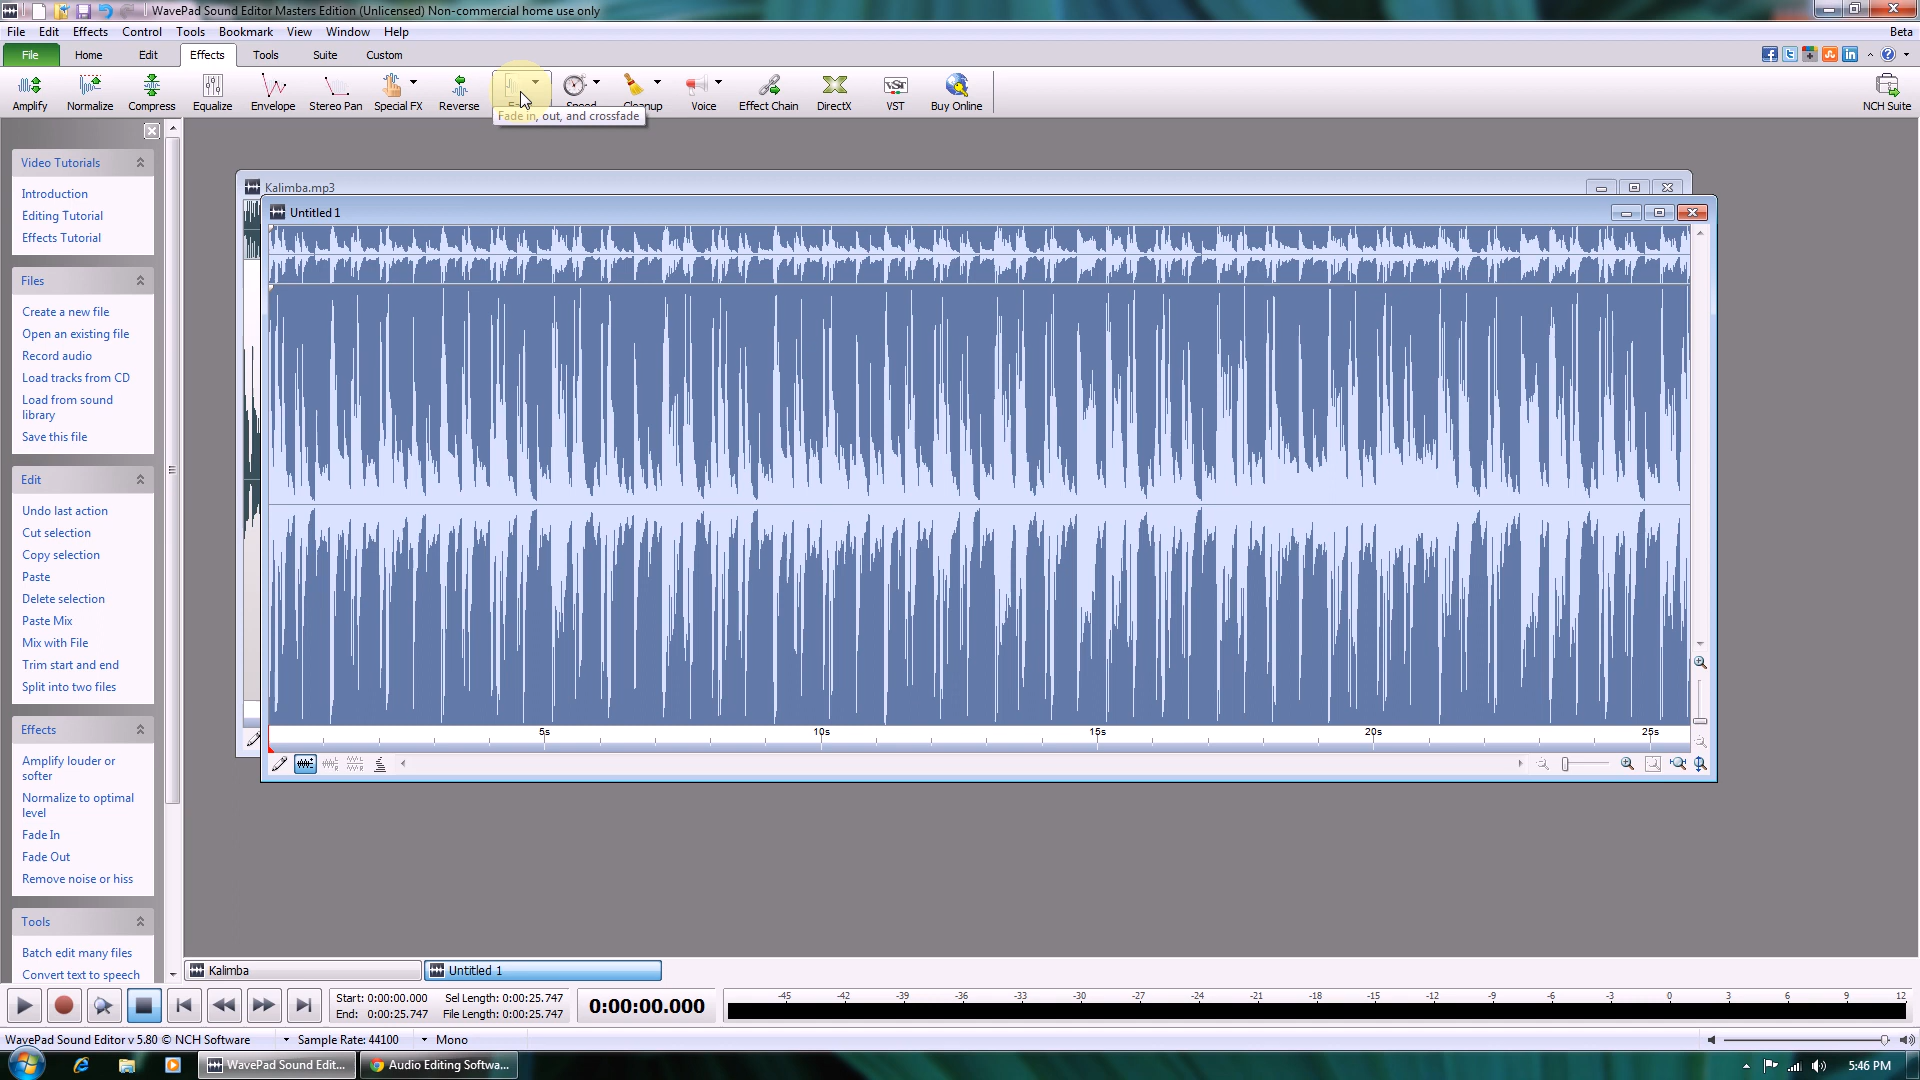 WavePad Sound Editor Masters Edition (Unlicensed) Non-commercial home use only
File Edit Effects Control Tools Bookmark View Window Help Beta
File Home Edit Effects Tools Suite Custom
Amplify Normalize Compress Equalize Envelope Stereo Pan Special FX Reverse Speed Cleanup Voice Effect Chain DirectX VST Buy Online NCH Suite
Fade in, out, and crossfade
Video Tutorials
Introduction
Editing Tutorial
Effects Tutorial
Files
Create a new file
Open an existing file
Record audio
Load tracks from CD
Load from sound
library
Save this file
Edit
Undo last action
Cut selection
Copy selection
Paste
Delete selection
Paste Mix
Mix with File
Trim start and end
Split into two files
Effects
Amplify louder or
softer
Normalize to optimal
level
Fade In
Fade Out
Remove noise or hiss
Tools
Batch edit many files
Convert text to speech
Kalimba.mp3
Untitled 1
5s 10s 15s 20s 25s
Kalimba Untitled 1
Start: 0:00:00.000 Sel Length: 0:00:25.747
End: 0:00:25.747 File Length: 0:00:25.747
0:00:00.000
-45 -42 -39 -36 -33 -30 -27 -24 -21 -18 -15 -12 -9 -6 -3 0 3 6 9 12
WavePad Sound Editor v 5.80 © NCH Software Sample Rate: 44100 Mono
WavePad Sound Edit... Audio Editing Softwa... 5:46 PM